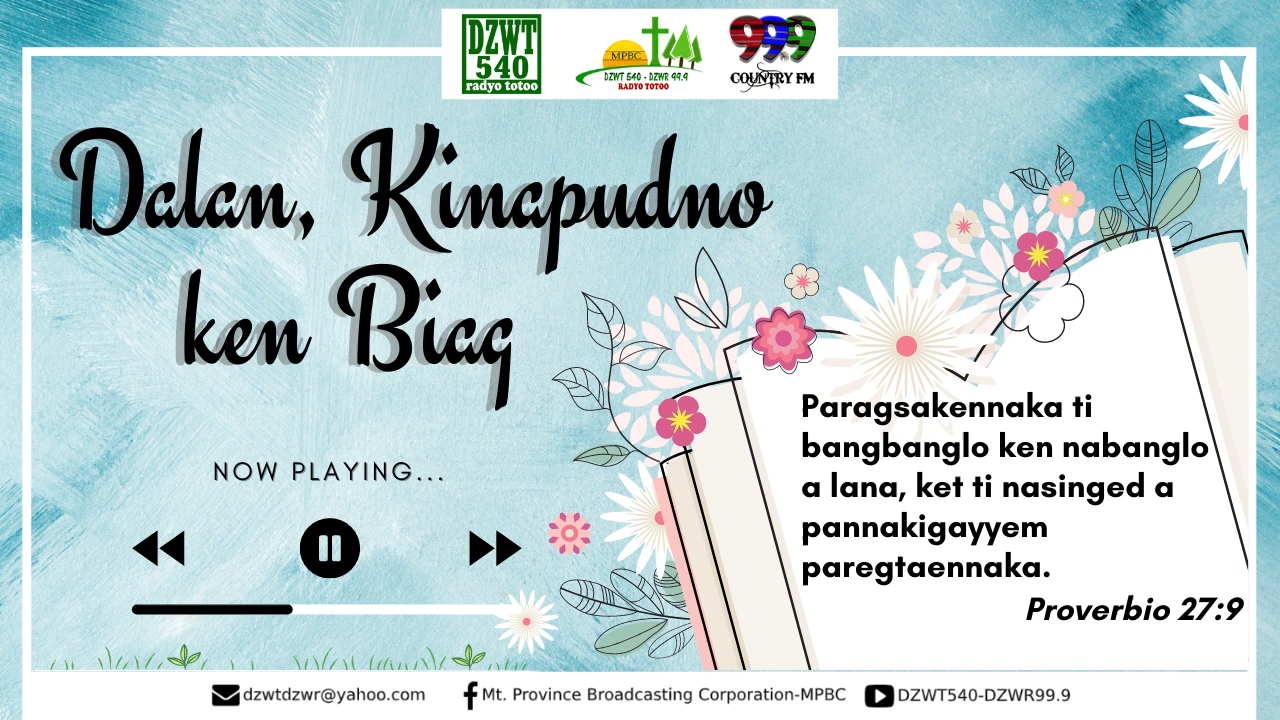 DZWT
540
radyo totoo
MPBC
DZWT 540 - DZWR 99.9
RADYO TOTOO
999
COUNTRY FM
Dalan, Kinapudno
ken Biag
NOW PLAYING...
Paragsakennaka ti
bangbanglo ken nabanglo
a lana, ket ti nasinged a
pannakigayyem
paregtaennaka.
Proverbio 27:9
dzwtdzwr@yahoo.com
Mt. Province Broadcasting Corporation-MPBC
DZWT540-DZWR99.9